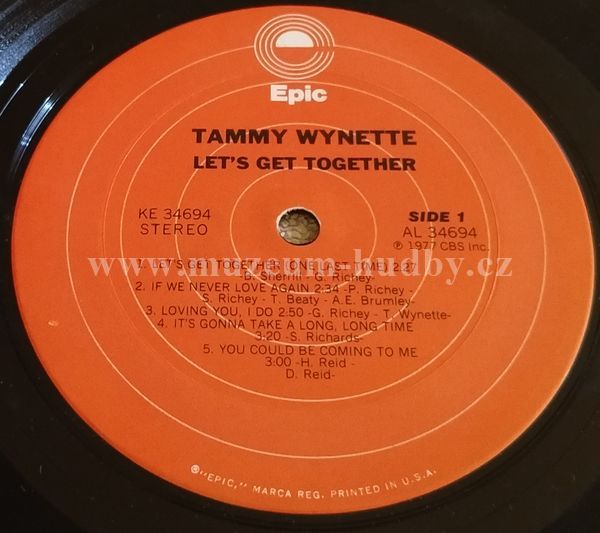 Epic
TAMMY WYNETTE
LET'S GET TOGETHER
KE 34694
STEREO
SIDE 1
AL 34694
℗ 1977 CBS Inc.
1. LET'S GET TOGETHER (ONE LAST TIME) 2:27
-B. Sherrill - G. Richey-
www.museum-hudby.cz
2. IF WE NEVER LOVE AGAIN 2:34 -P. Richey -
S. Richey - T. Beaty - A.E. Brumley-
3. LOVING YOU, I DO 2:50 -G. Richey - T. Wynette-
4. IT'S GONNA TAKE A LONG, LONG TIME
3:20 -S. Richards-
5. YOU COULD BE COMING TO ME
3:00 -H. Reid -
D. Reid-
®"EPIC," MARCA REG. PRINTED IN U.S.A.